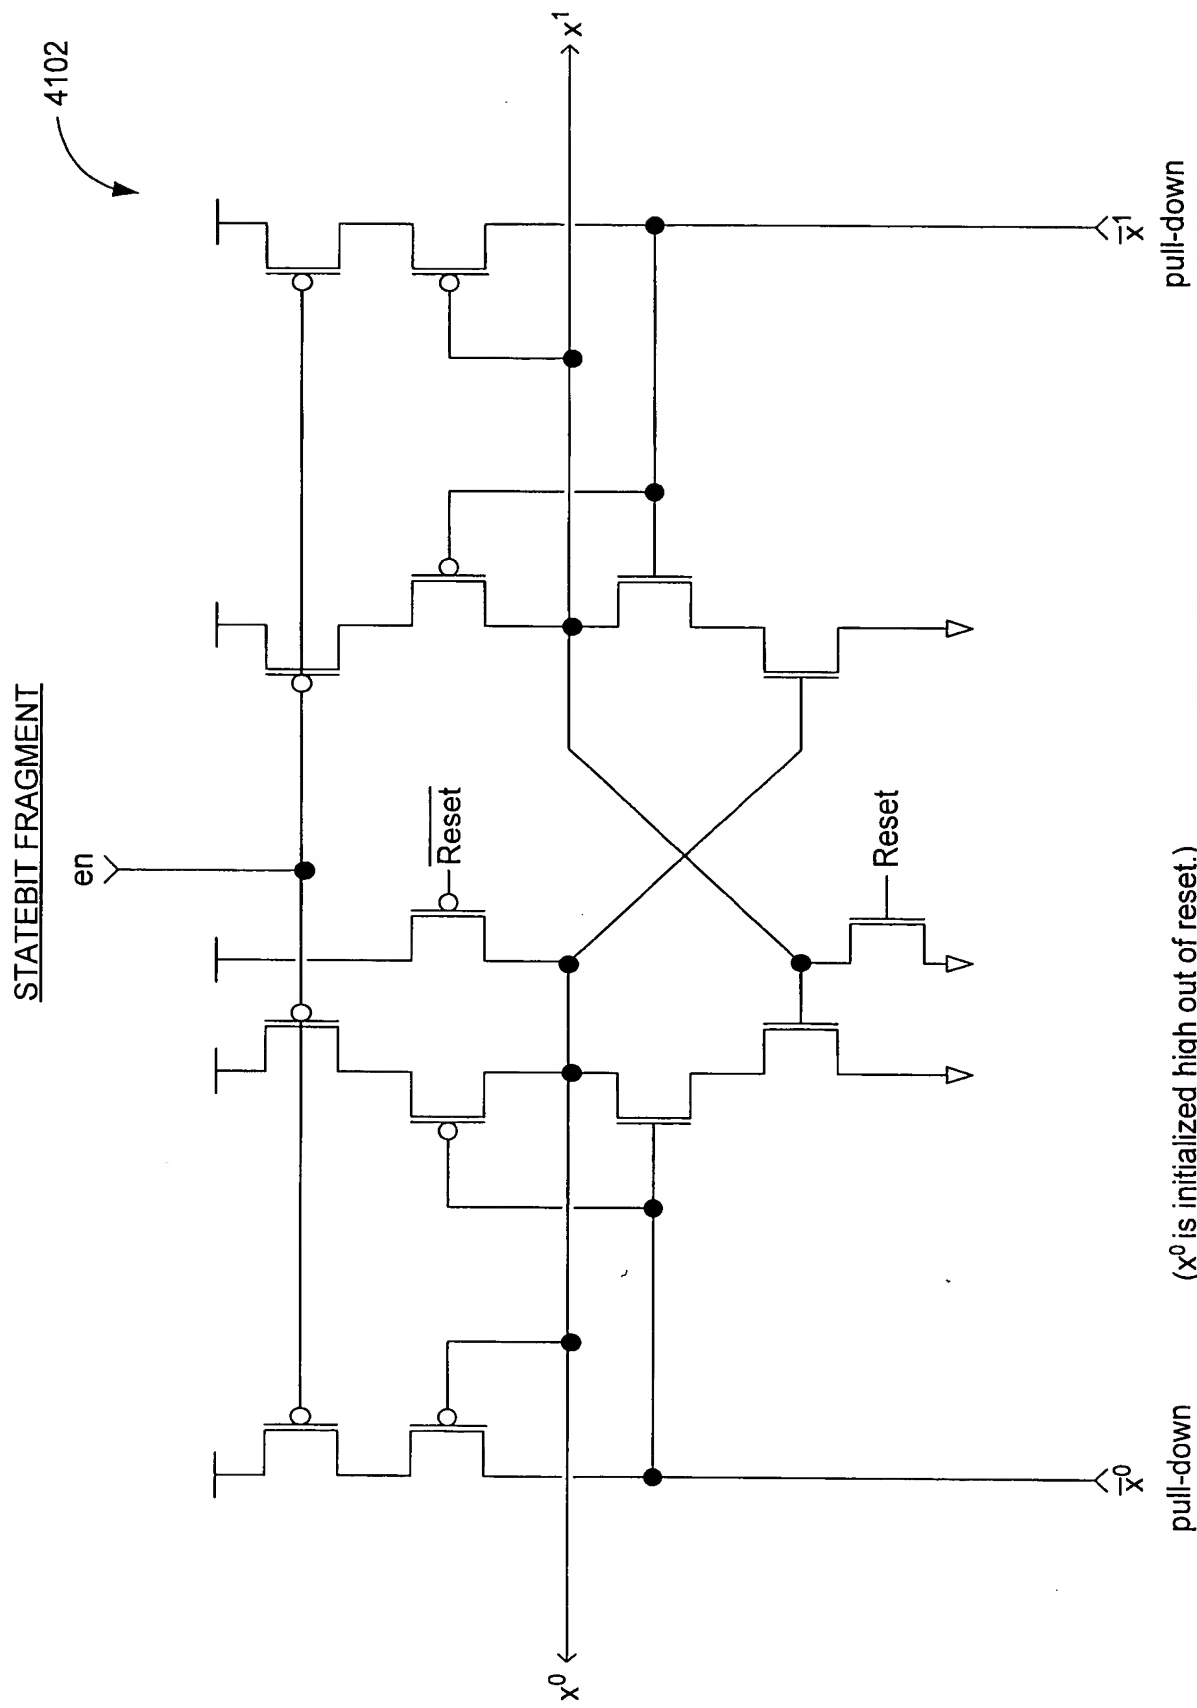 STATEBIT FRAGMENT
4102
en
R̅e̅s̅e̅t̅
x⁰
x¹
Reset
x̅⁰
pull-down
x̅¹
pull-down
(x⁰ is initialized high out of reset.)